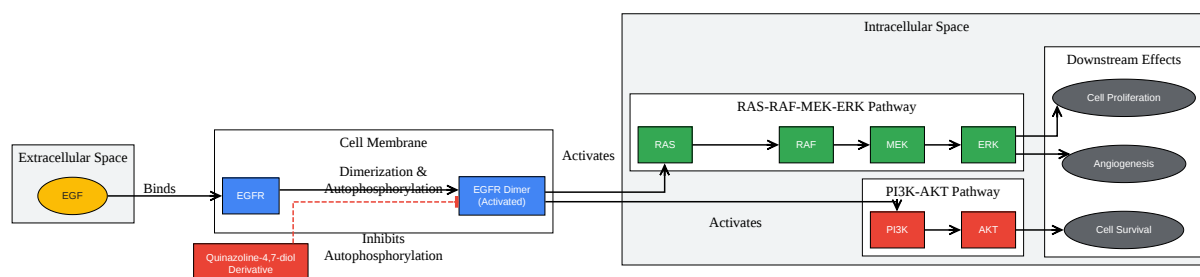 Intracellular Space
Downstream Effects
Cell Proliferation
RAS-RAF-MEK-ERK Pathway
Cell Membrane
RAS
RAF
MEK
ERK
Extracellular Space
Activates
Angiogenesis
Dimerization &
Autophosphorylation
Binds
EGF
EGFR
EGFR Dimer
(Activated)
PI3K-AKT Pathway
Activates
PI3K
AKT
Cell Survival
Inhibits
Autophosphorylation
Quinazoline-4,7-diol
Derivative